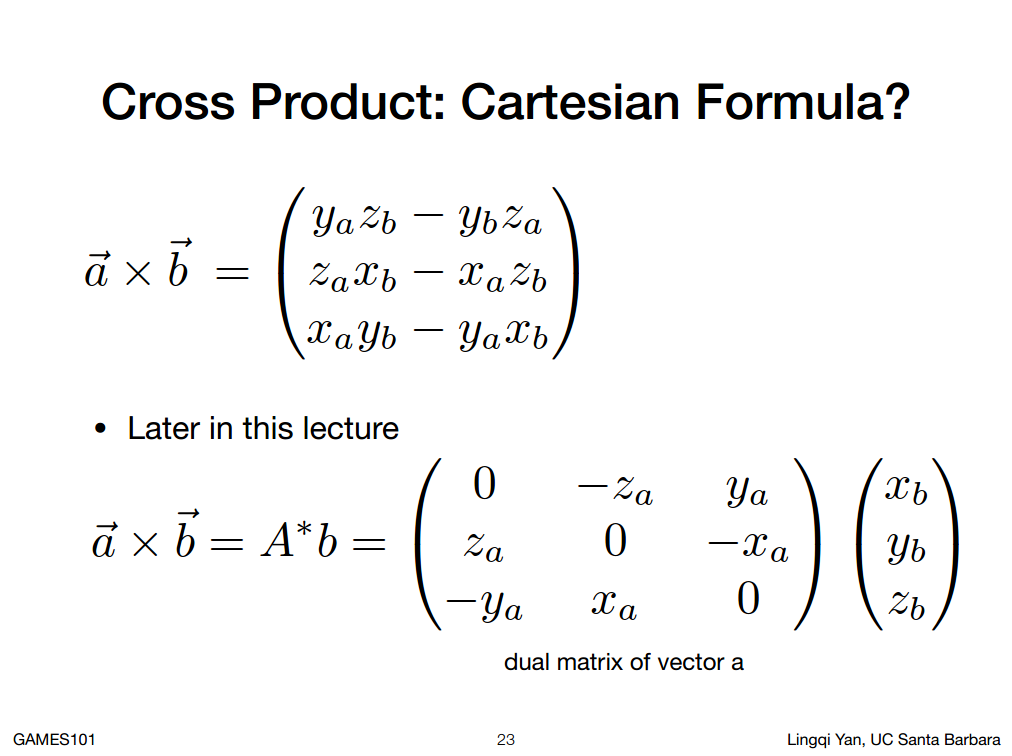 Cross Product: Cartesian Formula?
$\vec{a} \times \vec{b} = \begin{pmatrix} y_a z_b - y_b z_a \\ z_a x_b - x_a z_b \\ x_a y_b - y_a x_b \end{pmatrix}$
• Later in this lecture
$\vec{a} \times \vec{b} = A^* b = \begin{pmatrix} 0 & -z_a & y_a \\ z_a & 0 & -x_a \\ -y_a & x_a & 0 \end{pmatrix} \begin{pmatrix} x_b \\ y_b \\ z_b \end{pmatrix}$
dual matrix of vector a
GAMES101 23 Lingqi Yan, UC Santa Barbara